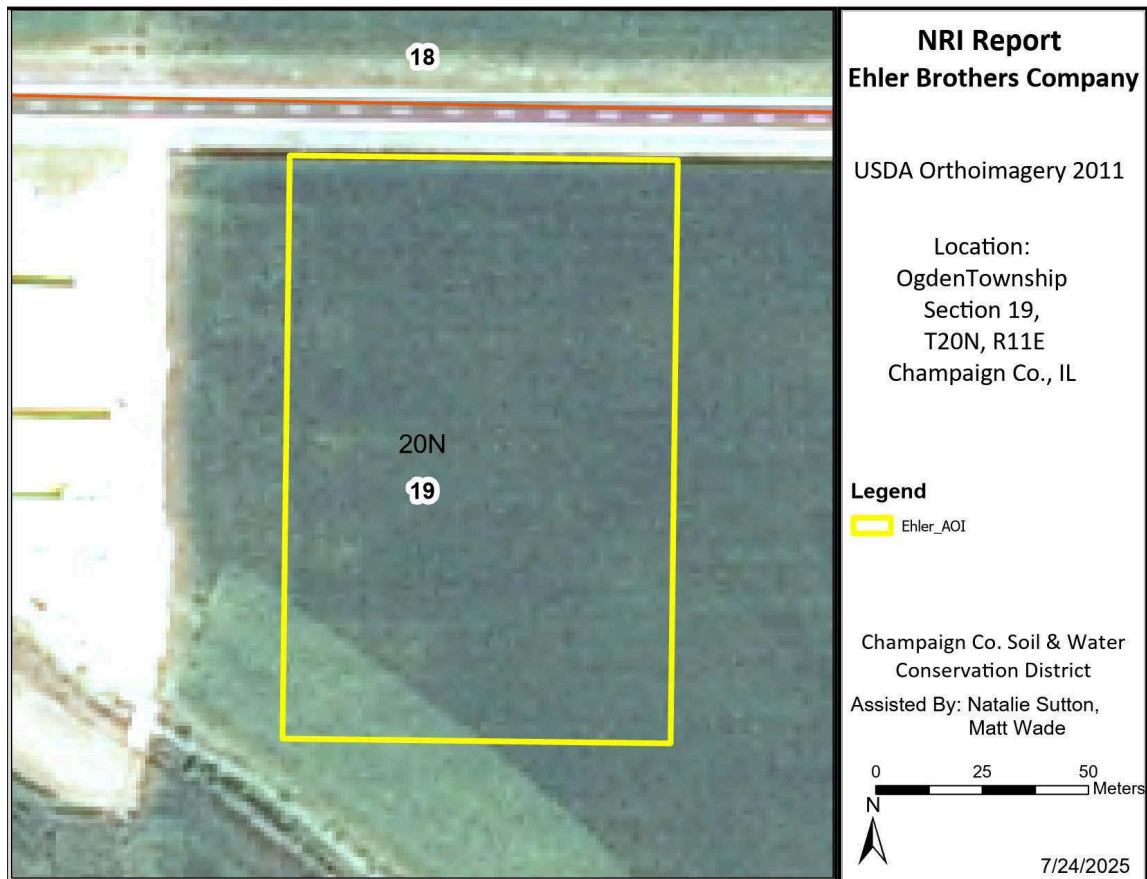 18
20N
19
NRI Report
Ehler Brothers Company
USDA Orthoimagery 2011
Location:
OgdenTownship
Section 19,
T20N, R11E
Champaign Co., IL
Legend
Ehler_AOI
Champaign Co. Soil & Water
Conservation District
Assisted By: Natalie Sutton,
Matt Wade
0 25 50
Meters
N
7/24/2025